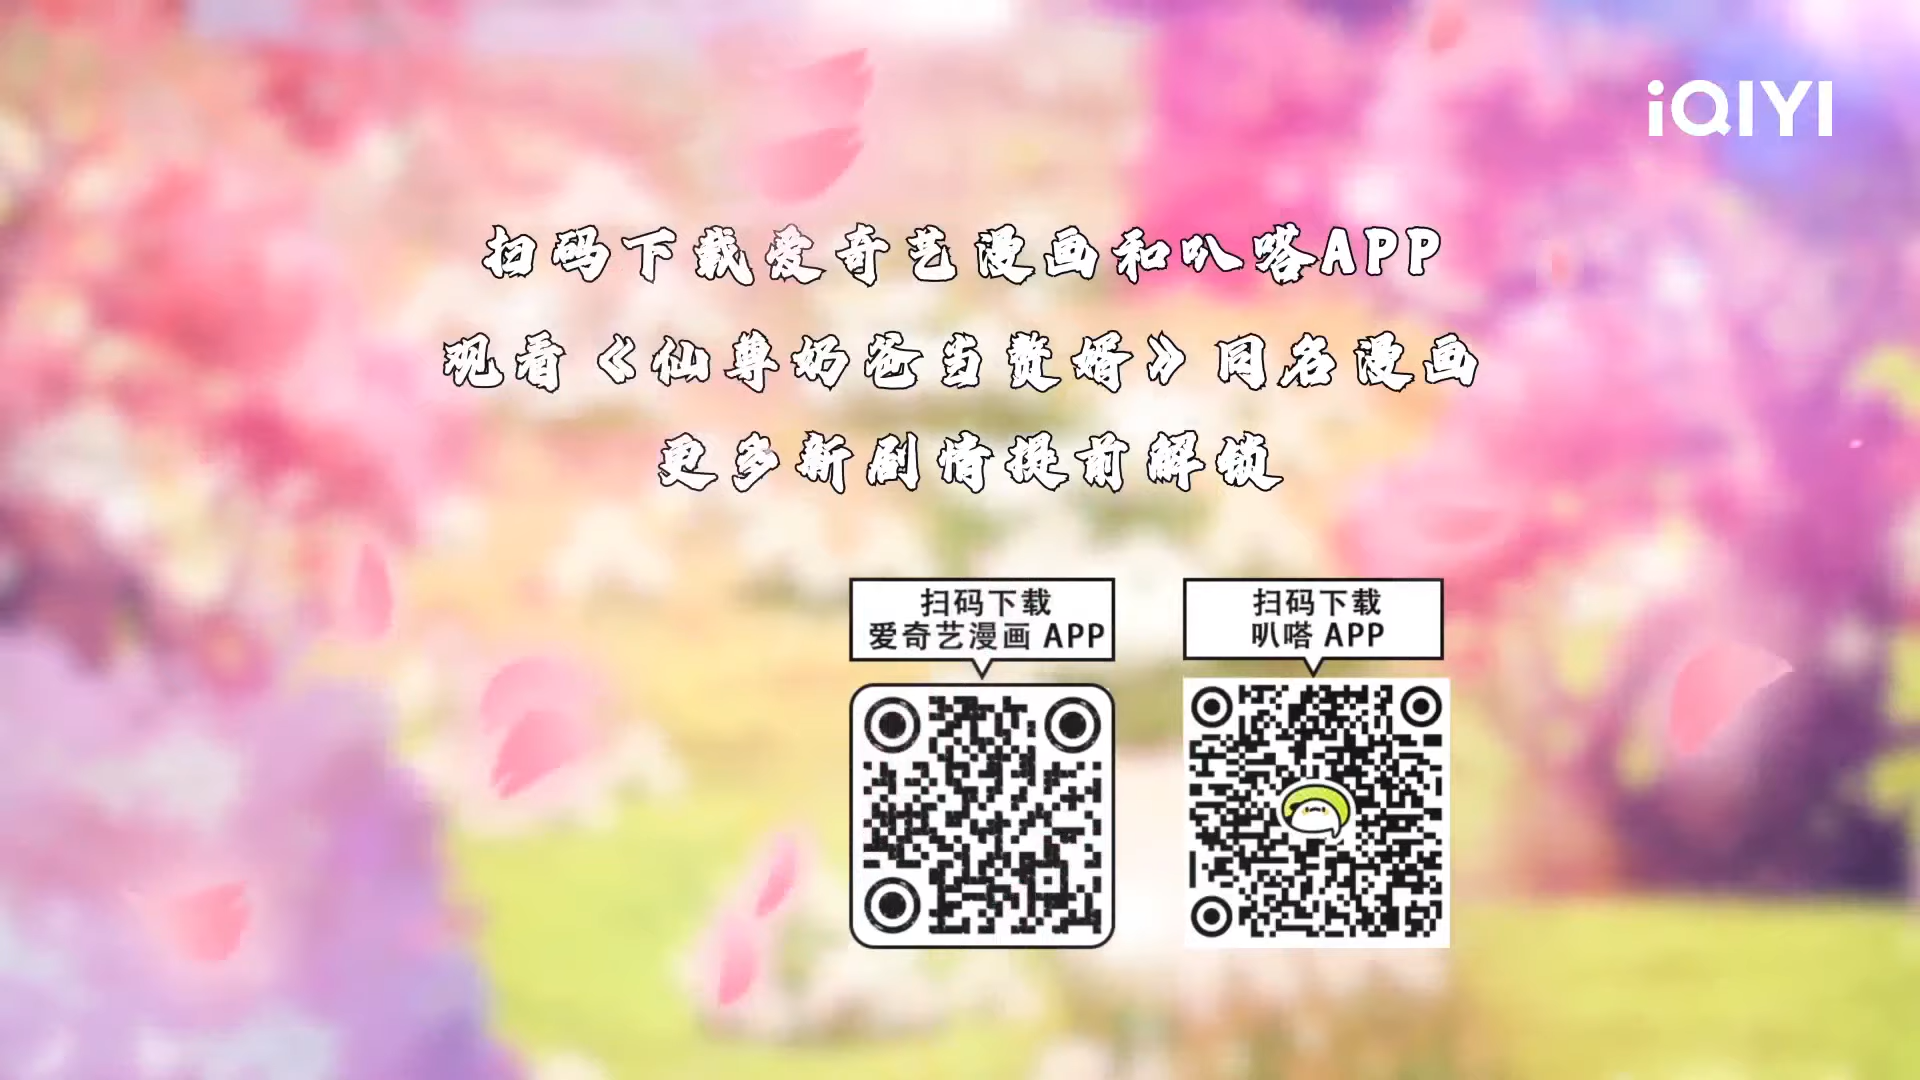 iQIYI
扫码下载爱奇艺漫画和叭嗒APP
观看《仙尊奶爸当赘婿》同名漫画
更多新剧情提前解锁
扫码下载
爱奇艺漫画 APP
扫码下载
叭嗒 APP